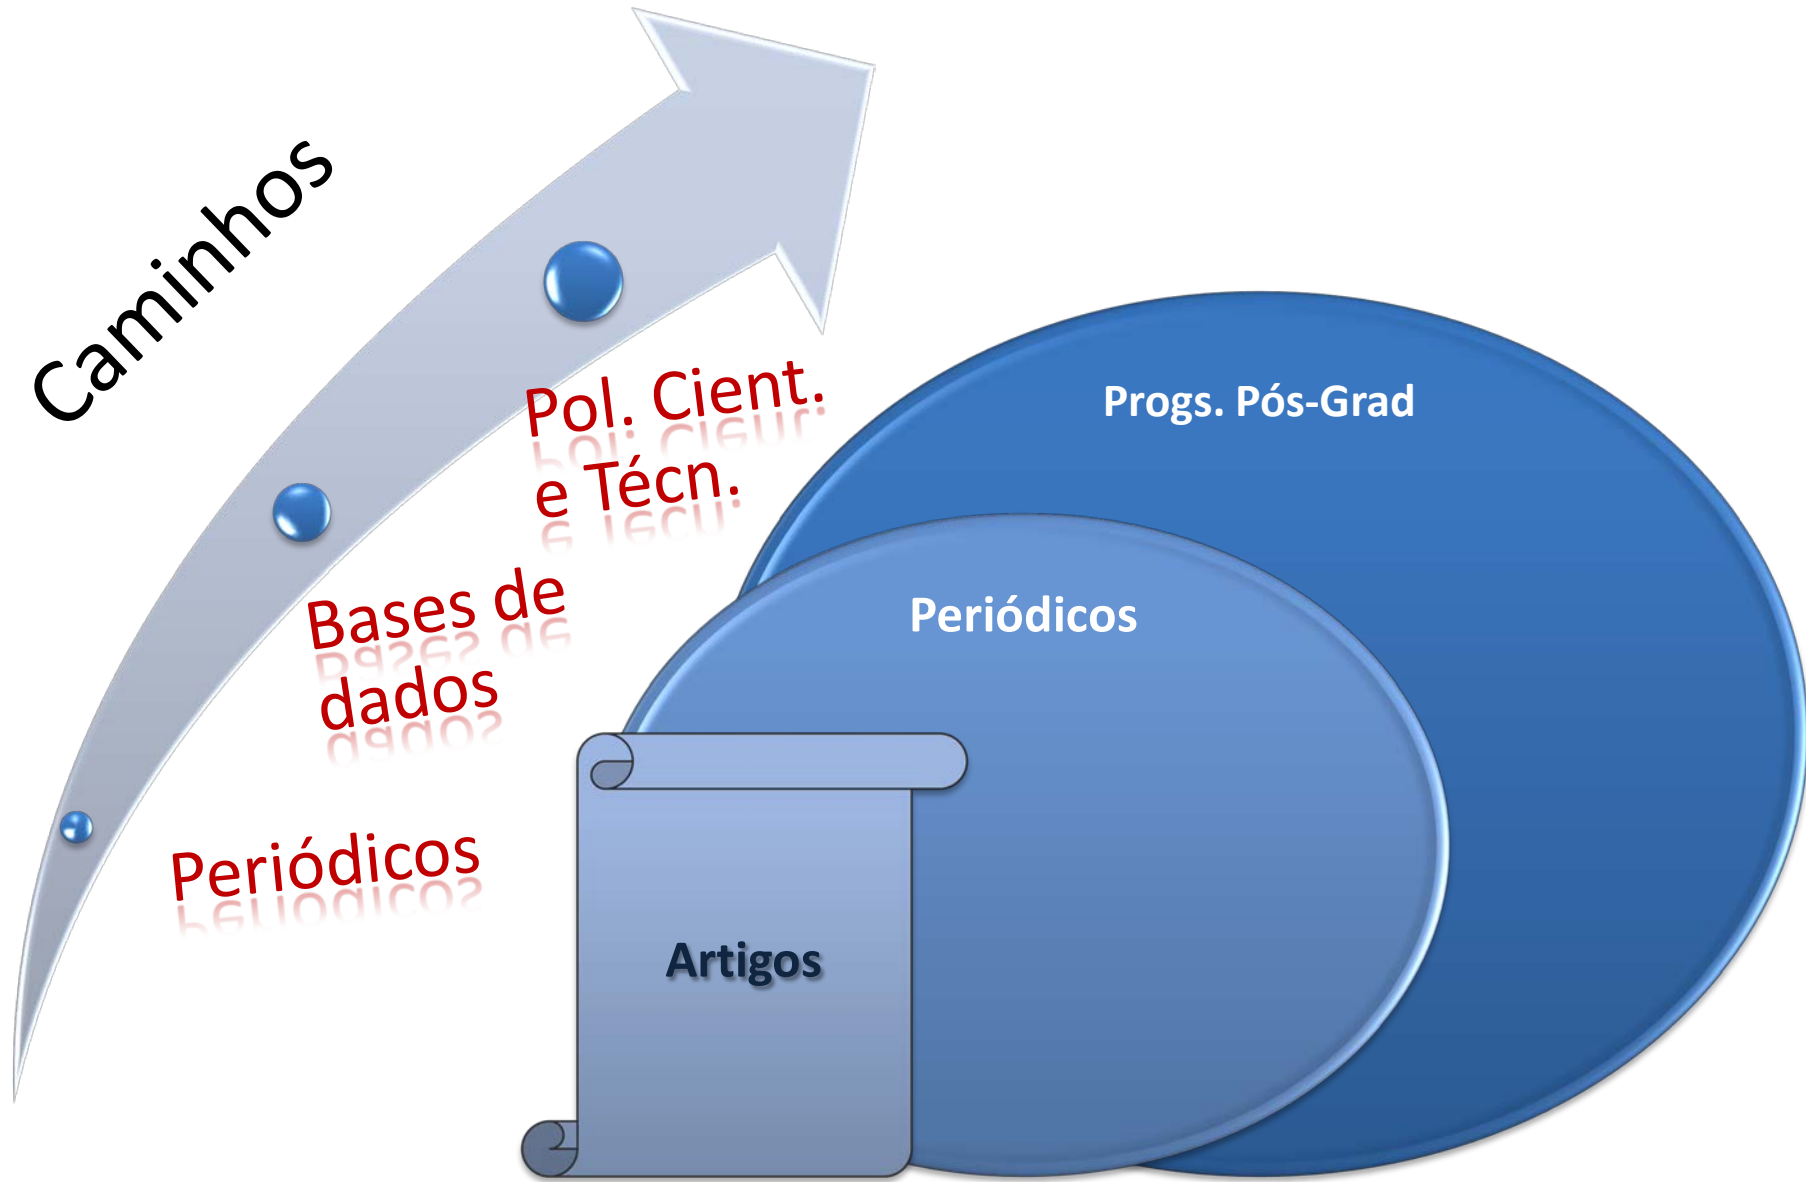 Caminhos
Pol. Cient.
e Técn.
Bases de
dados
Periódicos
Progs. Pós-Grad
Periódicos
Artigos